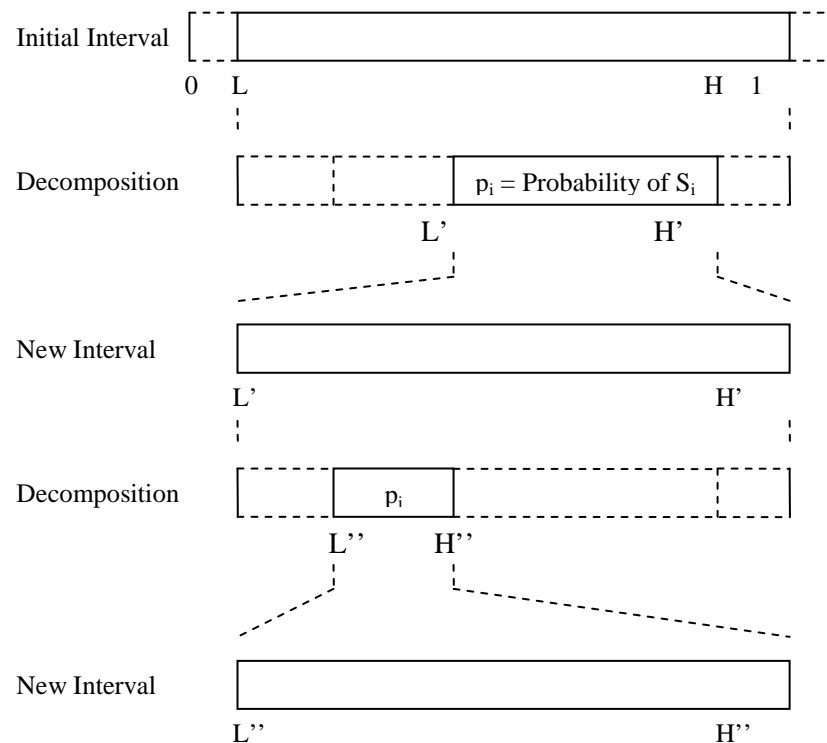 Initial Interval
0 L H 1
Decomposition
pᵢ = Probability of Sᵢ
L’ H’
New Interval
L’ H’
Decomposition
pᵢ
L’’ H’’
New Interval
L’’ H’’